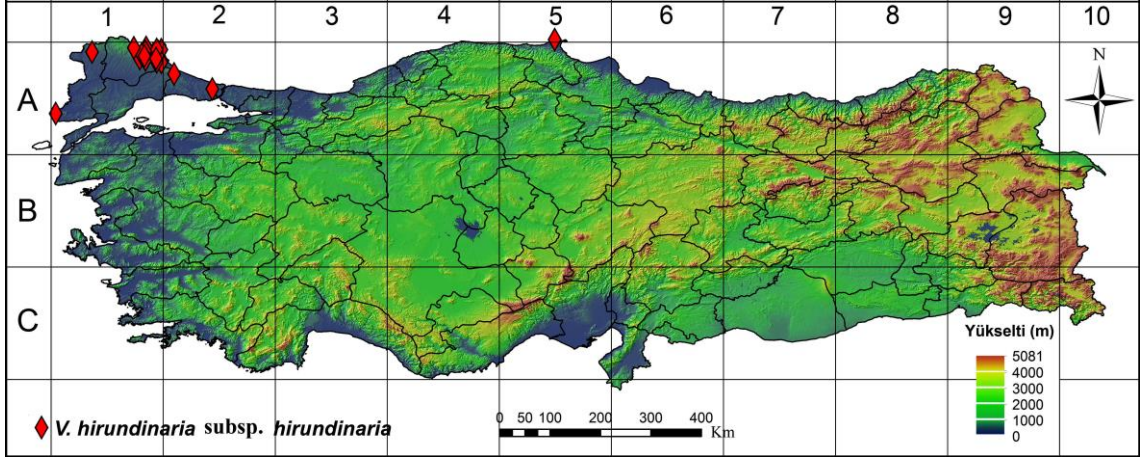 1 2 3 4 5 6 7 8 9 10
N
A
B
C
Yükselti (m)
5081
4000
3000
2000
1000
0
V. hirundinaria subsp. hirundinaria
0 50 100 200 300 400
Km